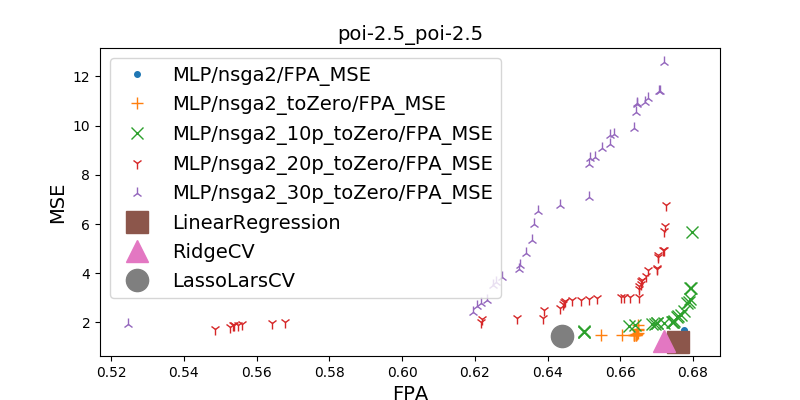 poi-2.5_poi-2.5
MLP/nsga2/FPA_MSE
MLP/nsga2_toZero/FPA_MSE
MLP/nsga2_10p_toZero/FPA_MSE
MLP/nsga2_20p_toZero/FPA_MSE
MLP/nsga2_30p_toZero/FPA_MSE
LinearRegression
RidgeCV
LassoLarsCV
MSE
12
10
8
6
4
2
0.52 0.54 0.56 0.58 0.60 0.62 0.64 0.66 0.68
FPA